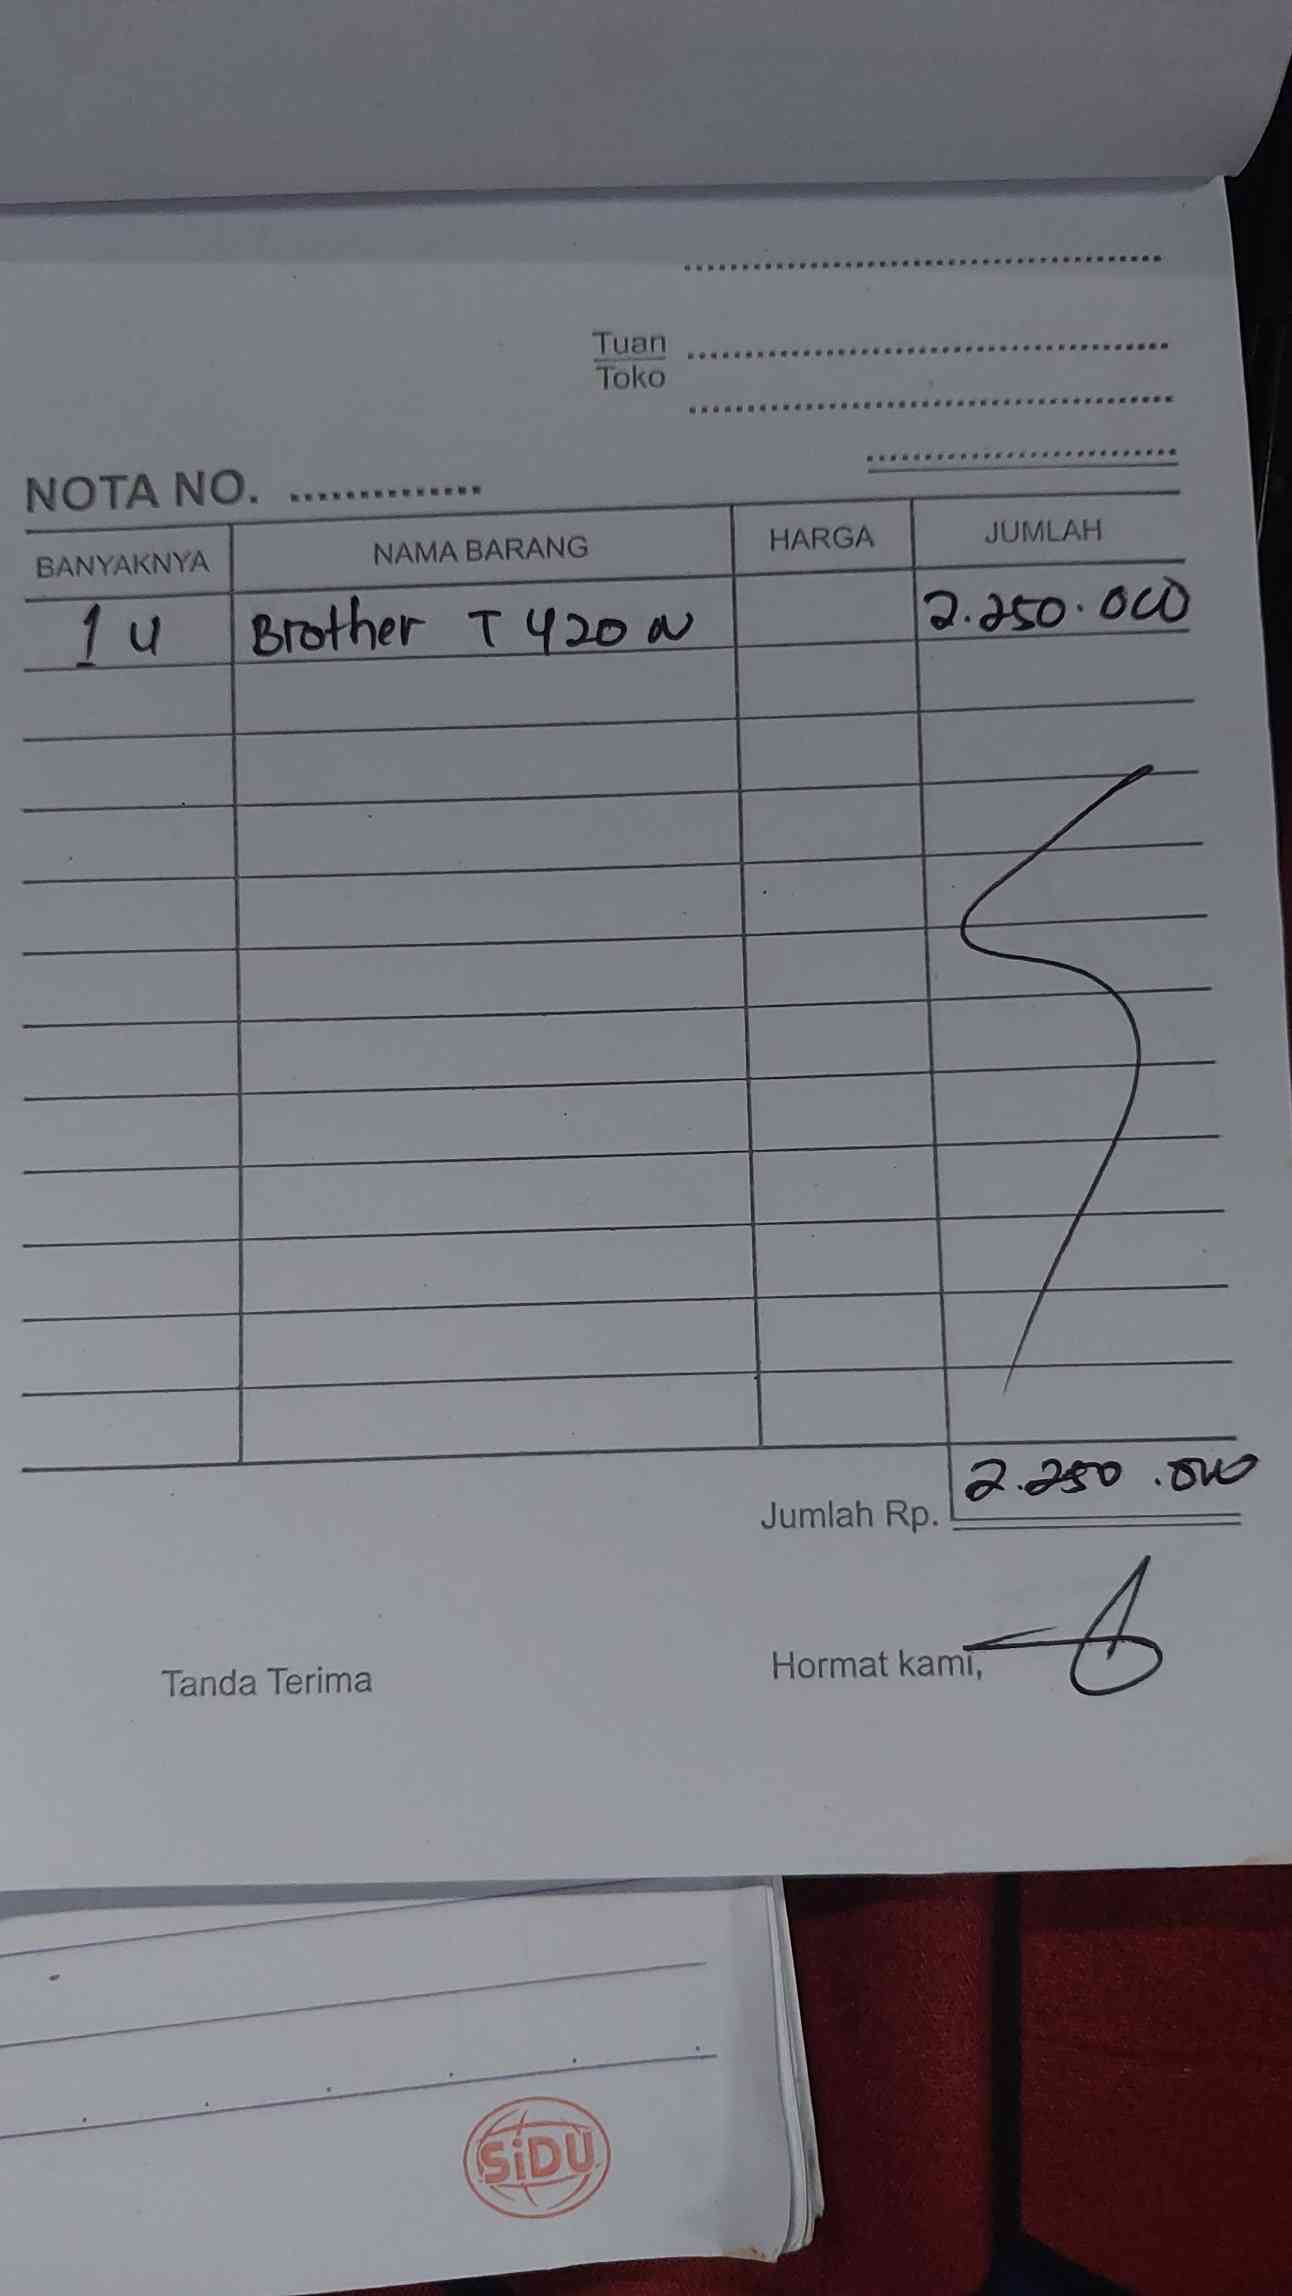 Tuan
Toko
NOTA NO.
BANYAKNYA NAMA BARANG HARGA JUMLAH
1 U Brother T 420 W 2.250.000
Jumlah Rp. 2.250.000
Tanda Terima Hormat kami,
SiDU